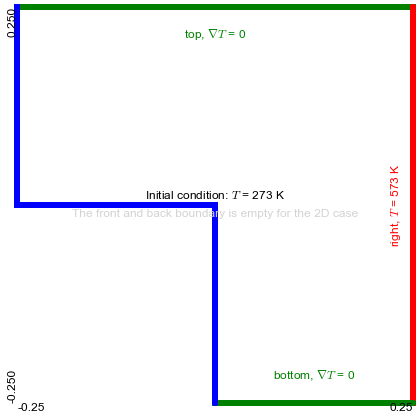 0.250
top, ∇T = 0
Initial condition: T = 273 K
The front and back boundary is empty for the 2D case
right, T = 573 K
bottom, ∇T = 0
-0.250
-0.25
0.25